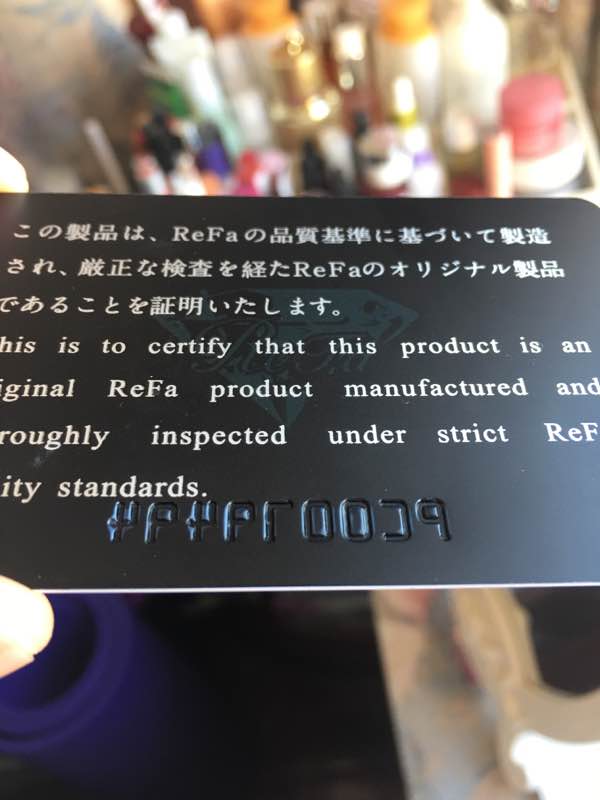 この製品は、ReFaの品質基準に基づいて製造
され、厳正な検査を経たReFaのオリジナル製品
であることを証明いたします。
his is to certify that this product is an
iginal ReFa product manufactured and
roughly inspected under strict ReF
ity standards.